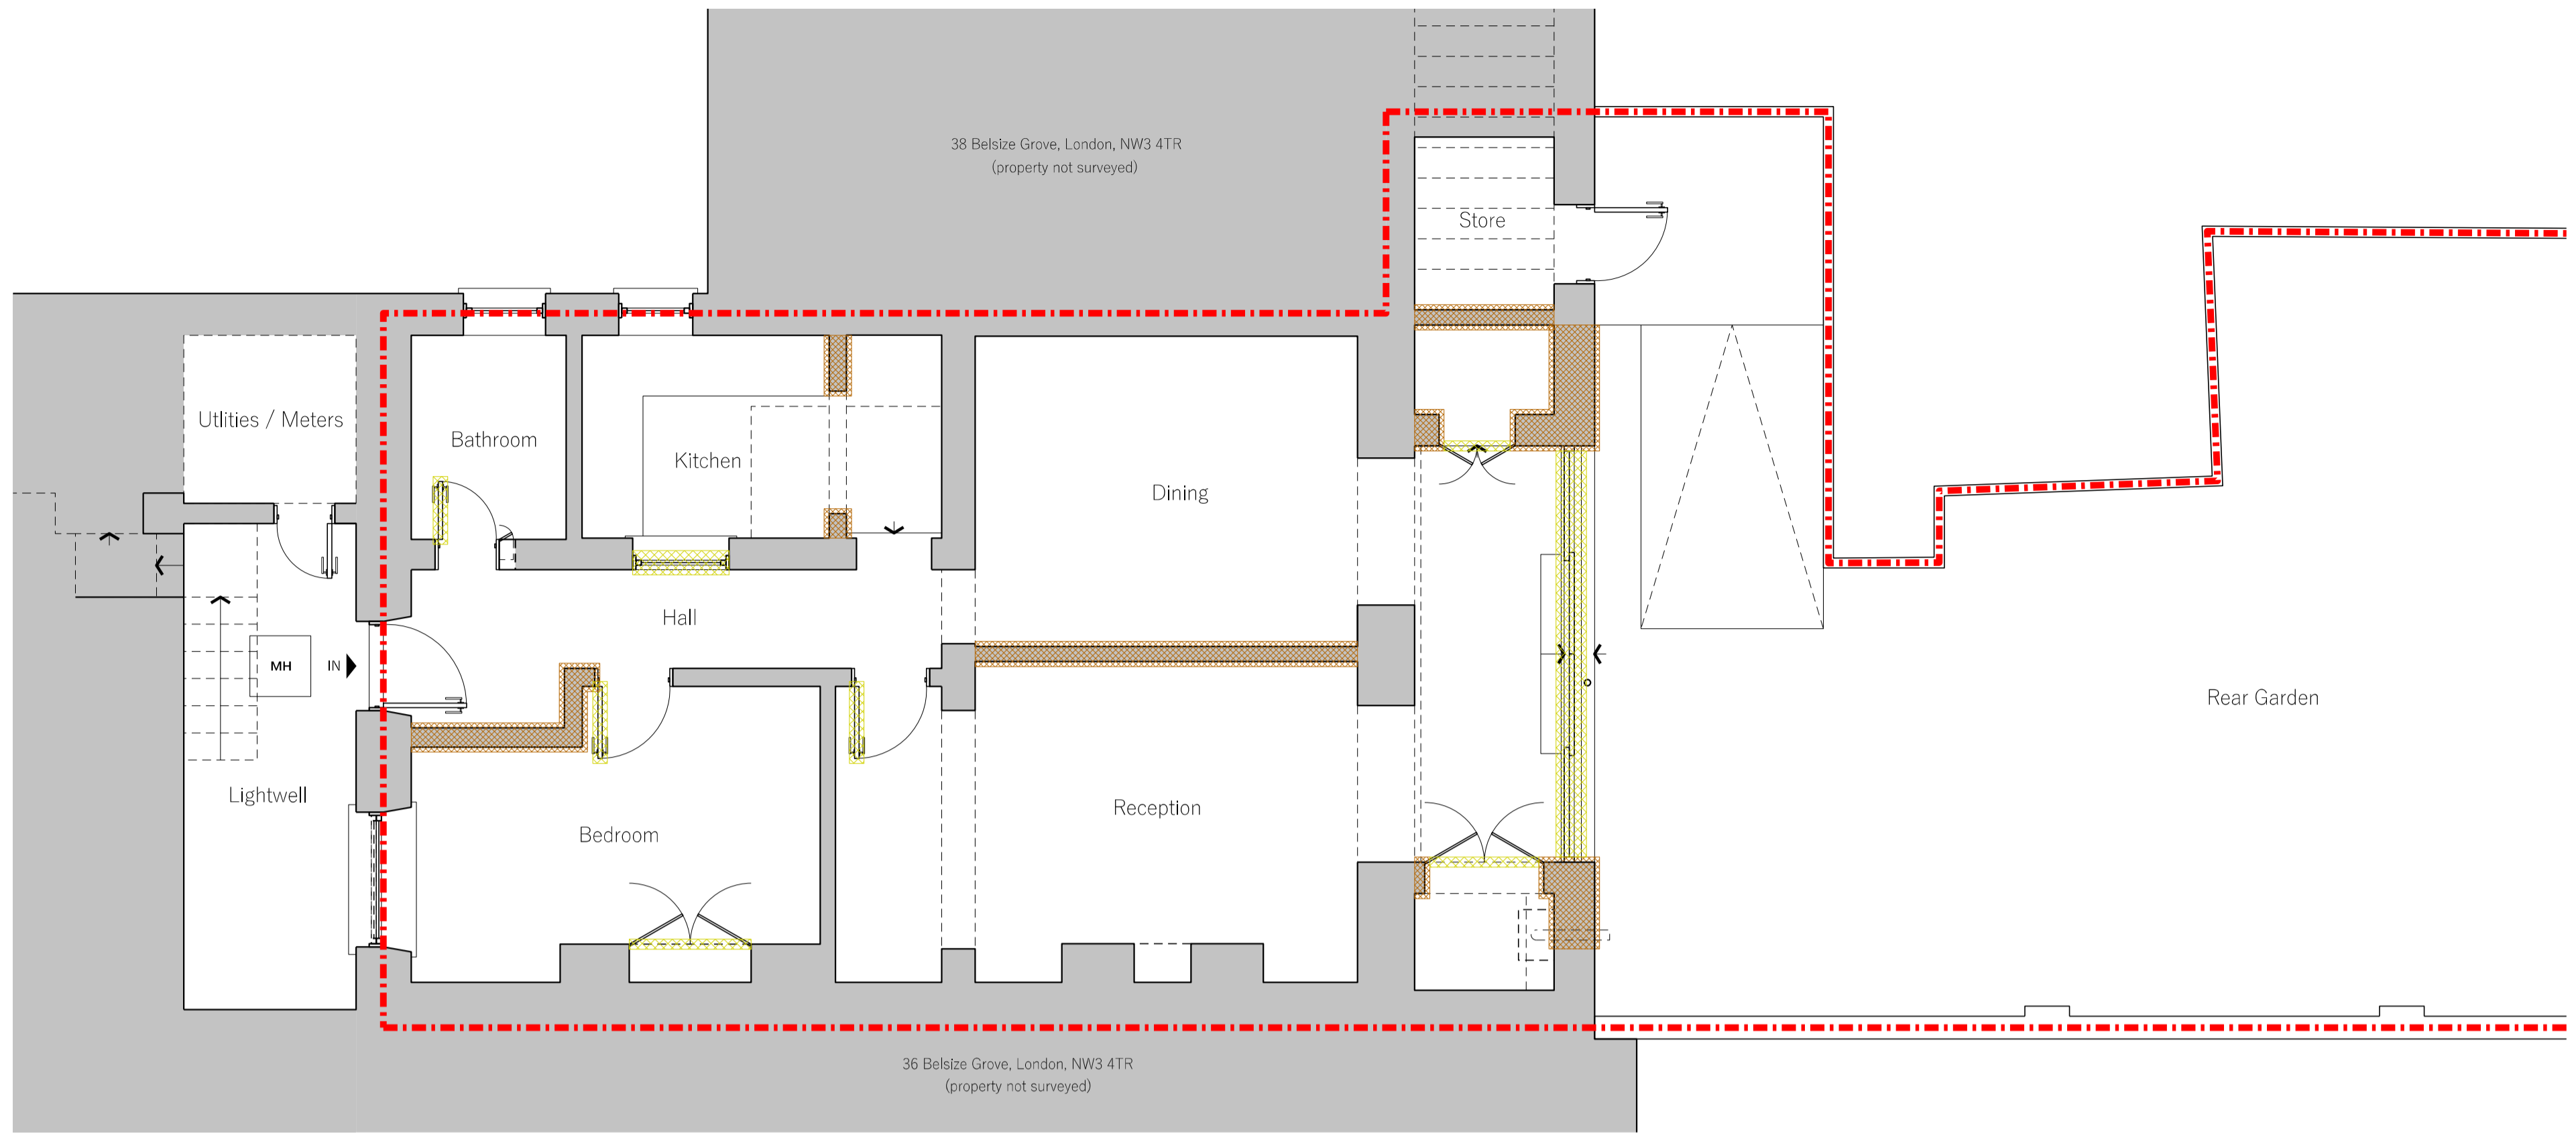 38 Belsize Grove, London, NW3 4TR
(property not surveyed)
Store
Utlities / Meters
Bathroom
Kitchen
Dining
Hall
MH
IN
Rear Garden
Lightwell
Bedroom
Reception
36 Belsize Grove, London, NW3 4TR
(property not surveyed)